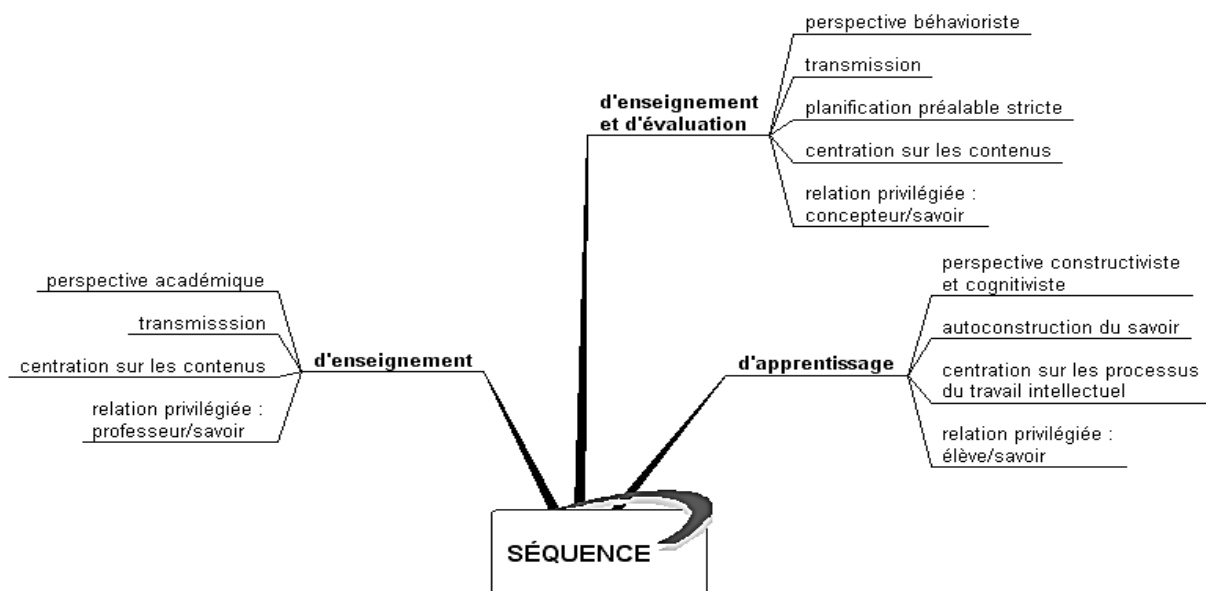 perspective béhavioriste
transmission
d'enseignement
et d'évaluation
planification préalable stricte
centration sur les contenus
relation privilégiée :
concepteur/savoir
perspective académique
transmisssion
d'enseignement
centration sur les contenus
relation privilégiée :
professeur/savoir
perspective constructiviste
et cognitiviste
autoconstruction du savoir
d'apprentissage
centration sur les processus
du travail intellectuel
relation privilégiée :
élève/savoir
SÉQUENCE